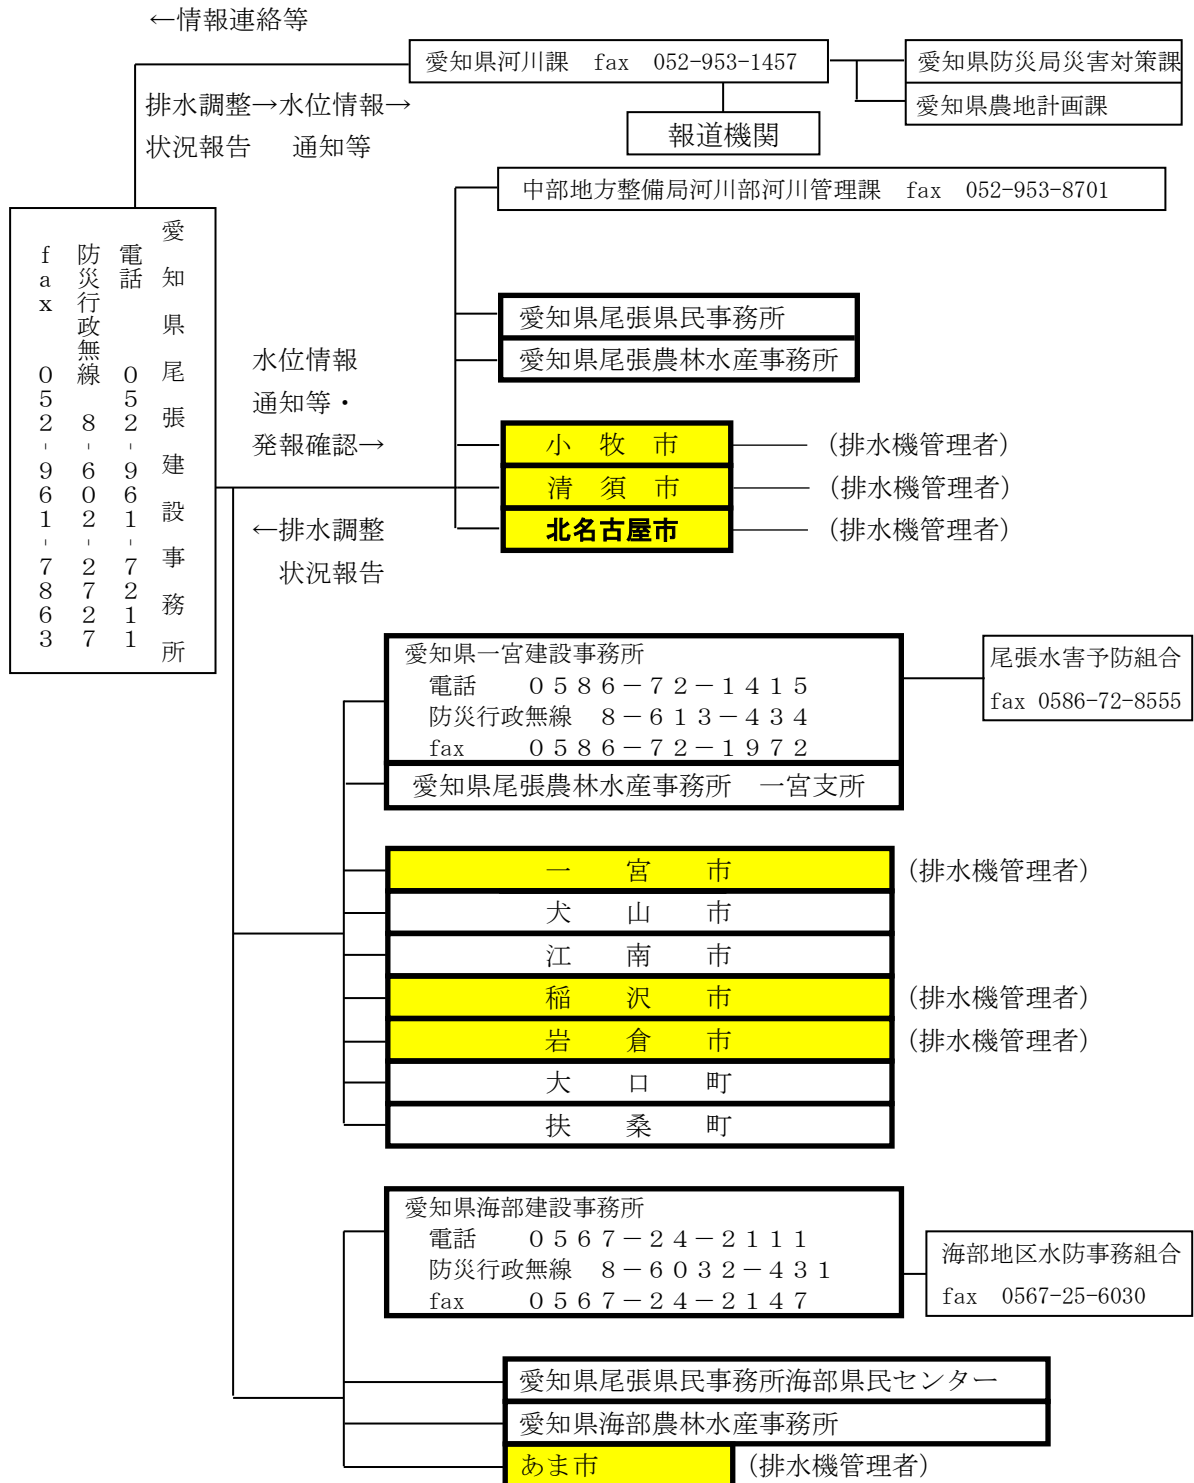 ←情報連絡等
愛知県河川課 fax 052-953-1457
愛知県防災局災害対策課
愛知県農地計画課
排水調整→水位情報→
状況報告 通知等
報道機関
中部地方整備局河川部河川管理課 fax 052-953-8701
愛知県尾張建設事務所
電話 052-961-7211
防災行政無線 8-602-2727
fax 052-961-7863
愛知県尾張県民事務所
愛知県尾張農林水産事務所
水位情報
通知等・
発報確認→
小牧市 (排水機管理者)
清須市 (排水機管理者)
北名古屋市 (排水機管理者)
←排水調整
状況報告
愛知県一宮建設事務所
電話 0586-72-1415
防災行政無線 8-613-434
fax 0586-72-1972
尾張水害予防組合
fax 0586-72-8555
愛知県尾張農林水産事務所 一宮支所
一宮市 (排水機管理者)
犬山市
江南市
稲沢市 (排水機管理者)
岩倉市 (排水機管理者)
大口町
扶桑町
愛知県海部建設事務所
電話 0567-24-2111
防災行政無線 8-6032-431
fax 0567-24-2147
海部地区水防事務組合
fax 0567-25-6030
愛知県尾張県民事務所海部県民センター
愛知県海部農林水産事務所
あま市 (排水機管理者)